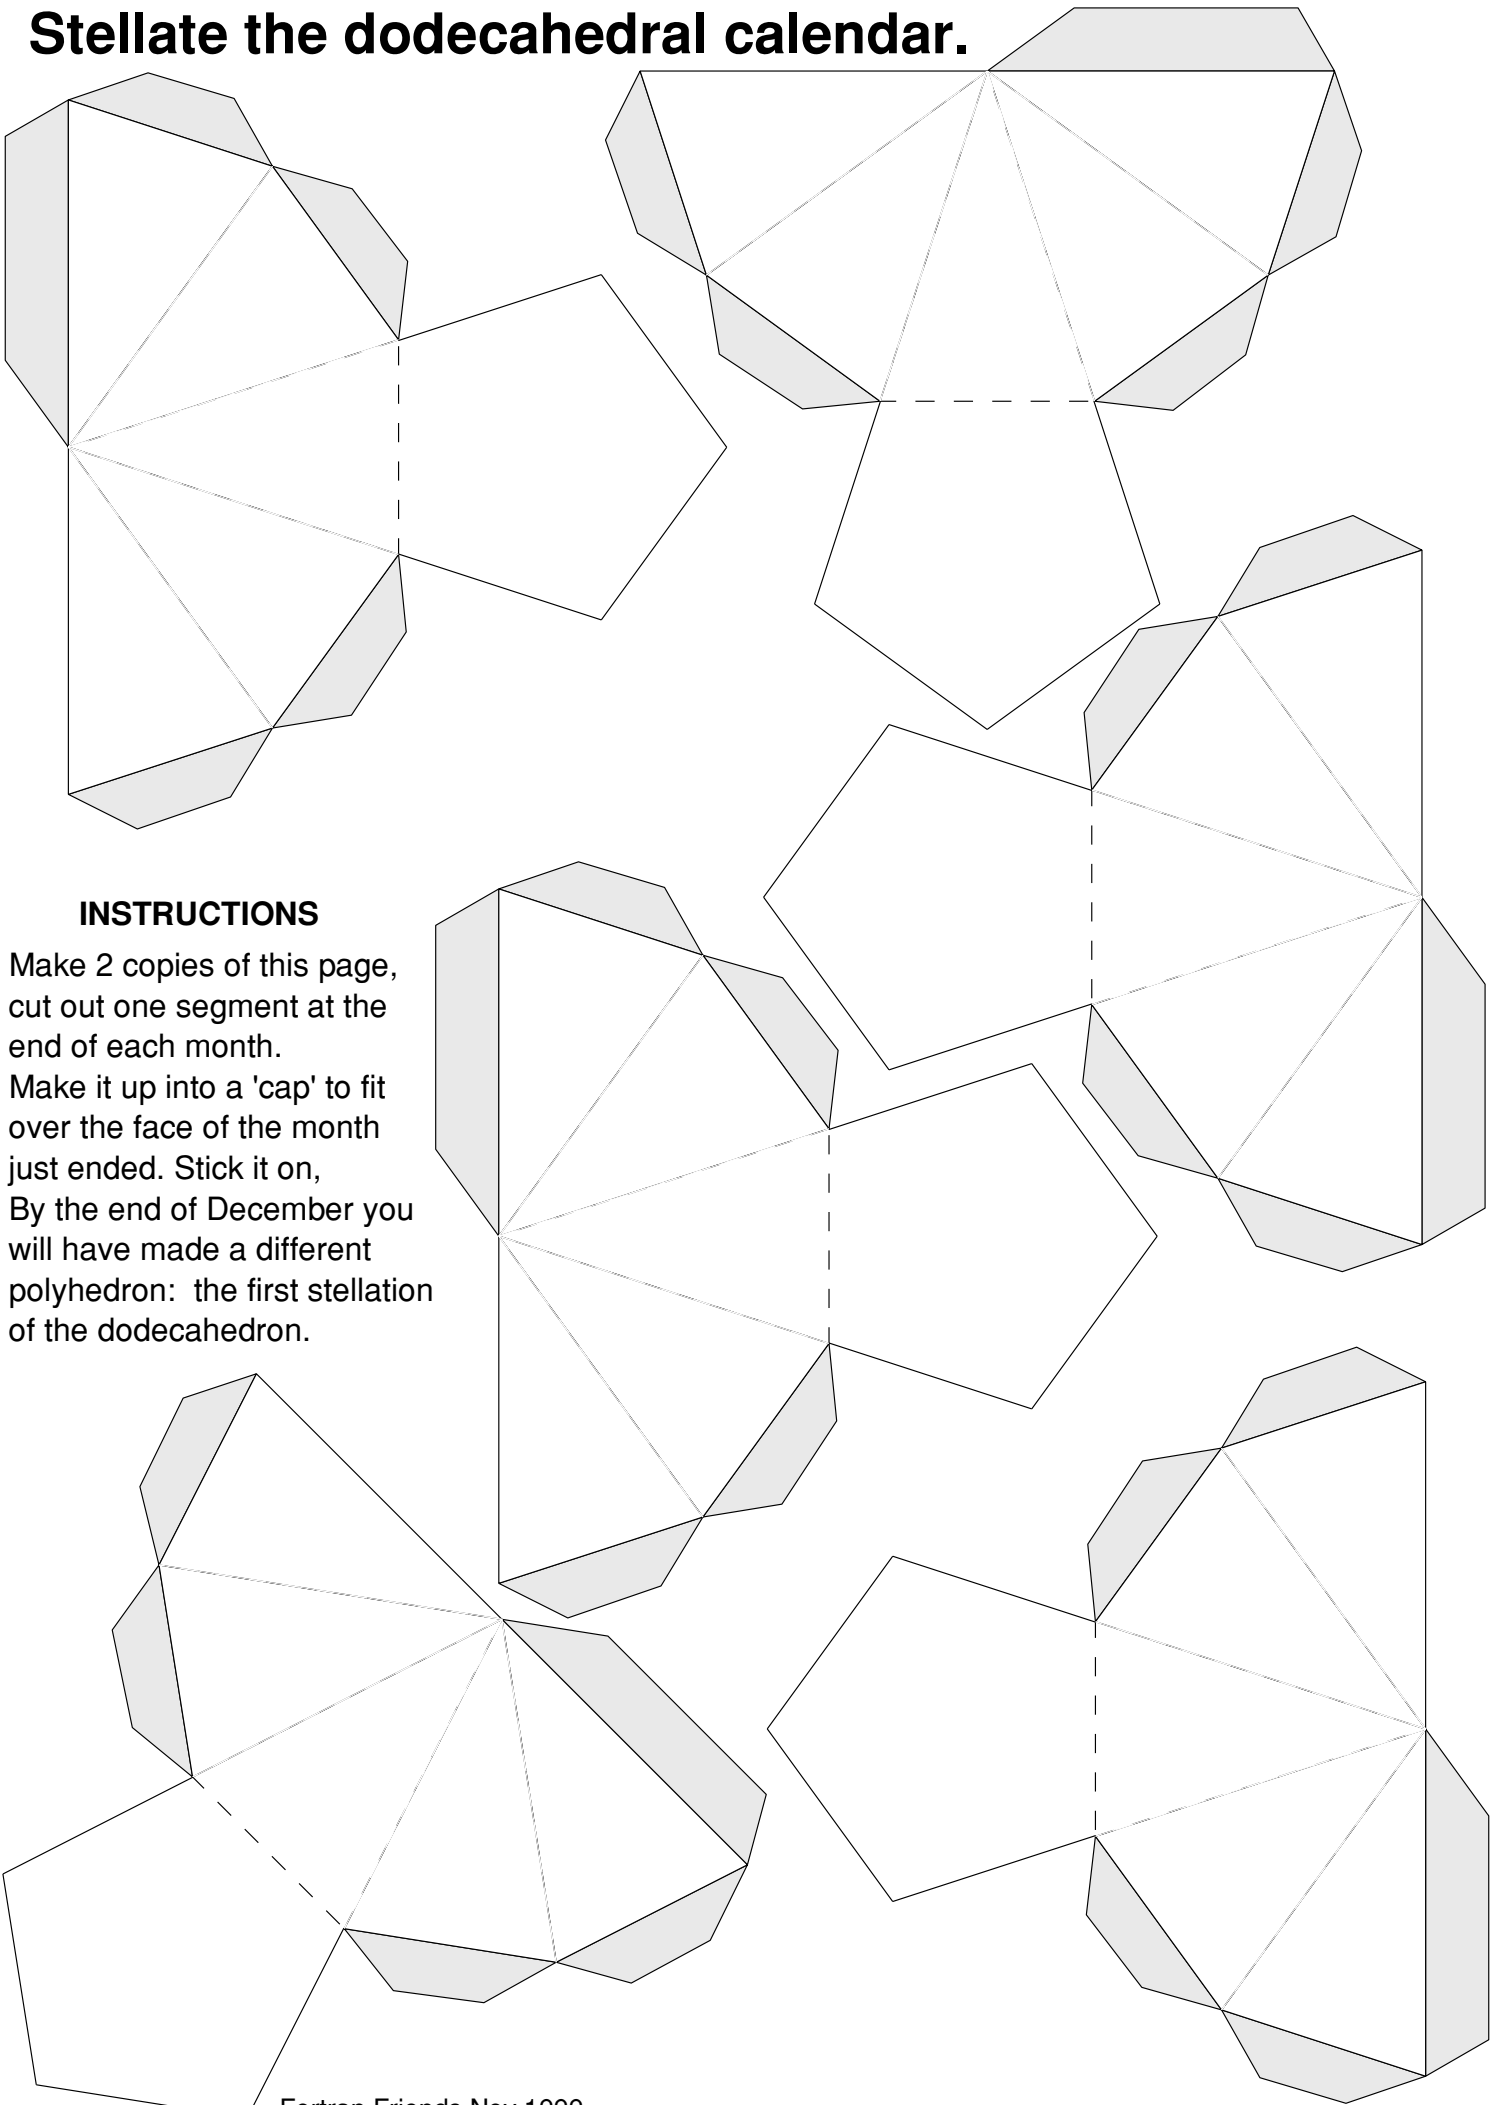 Stellate the dodecahedral calendar.
INSTRUCTIONS
Make 2 copies of this page,
cut out one segment at the
end of each month.
Make it up into a 'cap' to fit
over the face of the month
just ended. Stick it on,
By the end of December you
will have made a different
polyhedron: the first stellation
of the dodecahedron.
Fortran Friends Nov